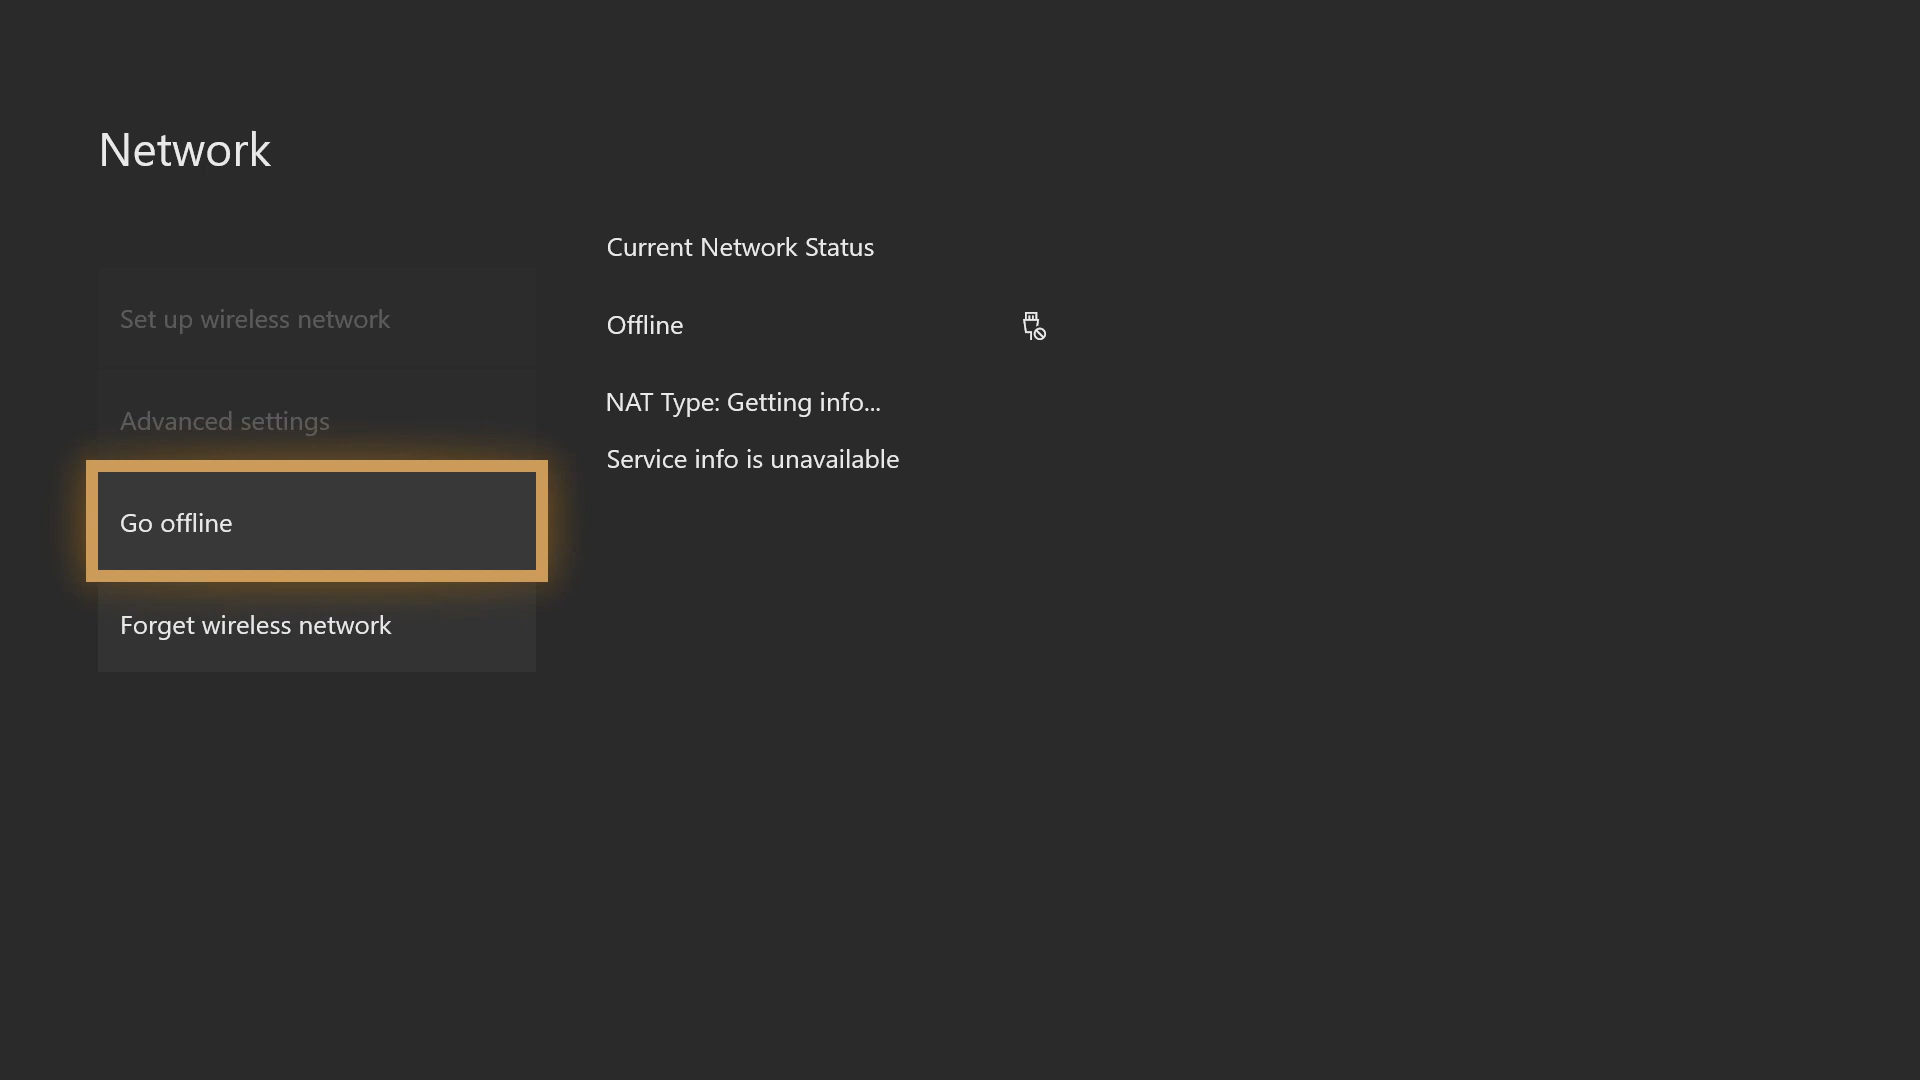 Network
Current Network Status
Set up wireless network
Offline
Advanced settings
NAT Type: Getting info...
Service info is unavailable
Go offline
Forget wireless network